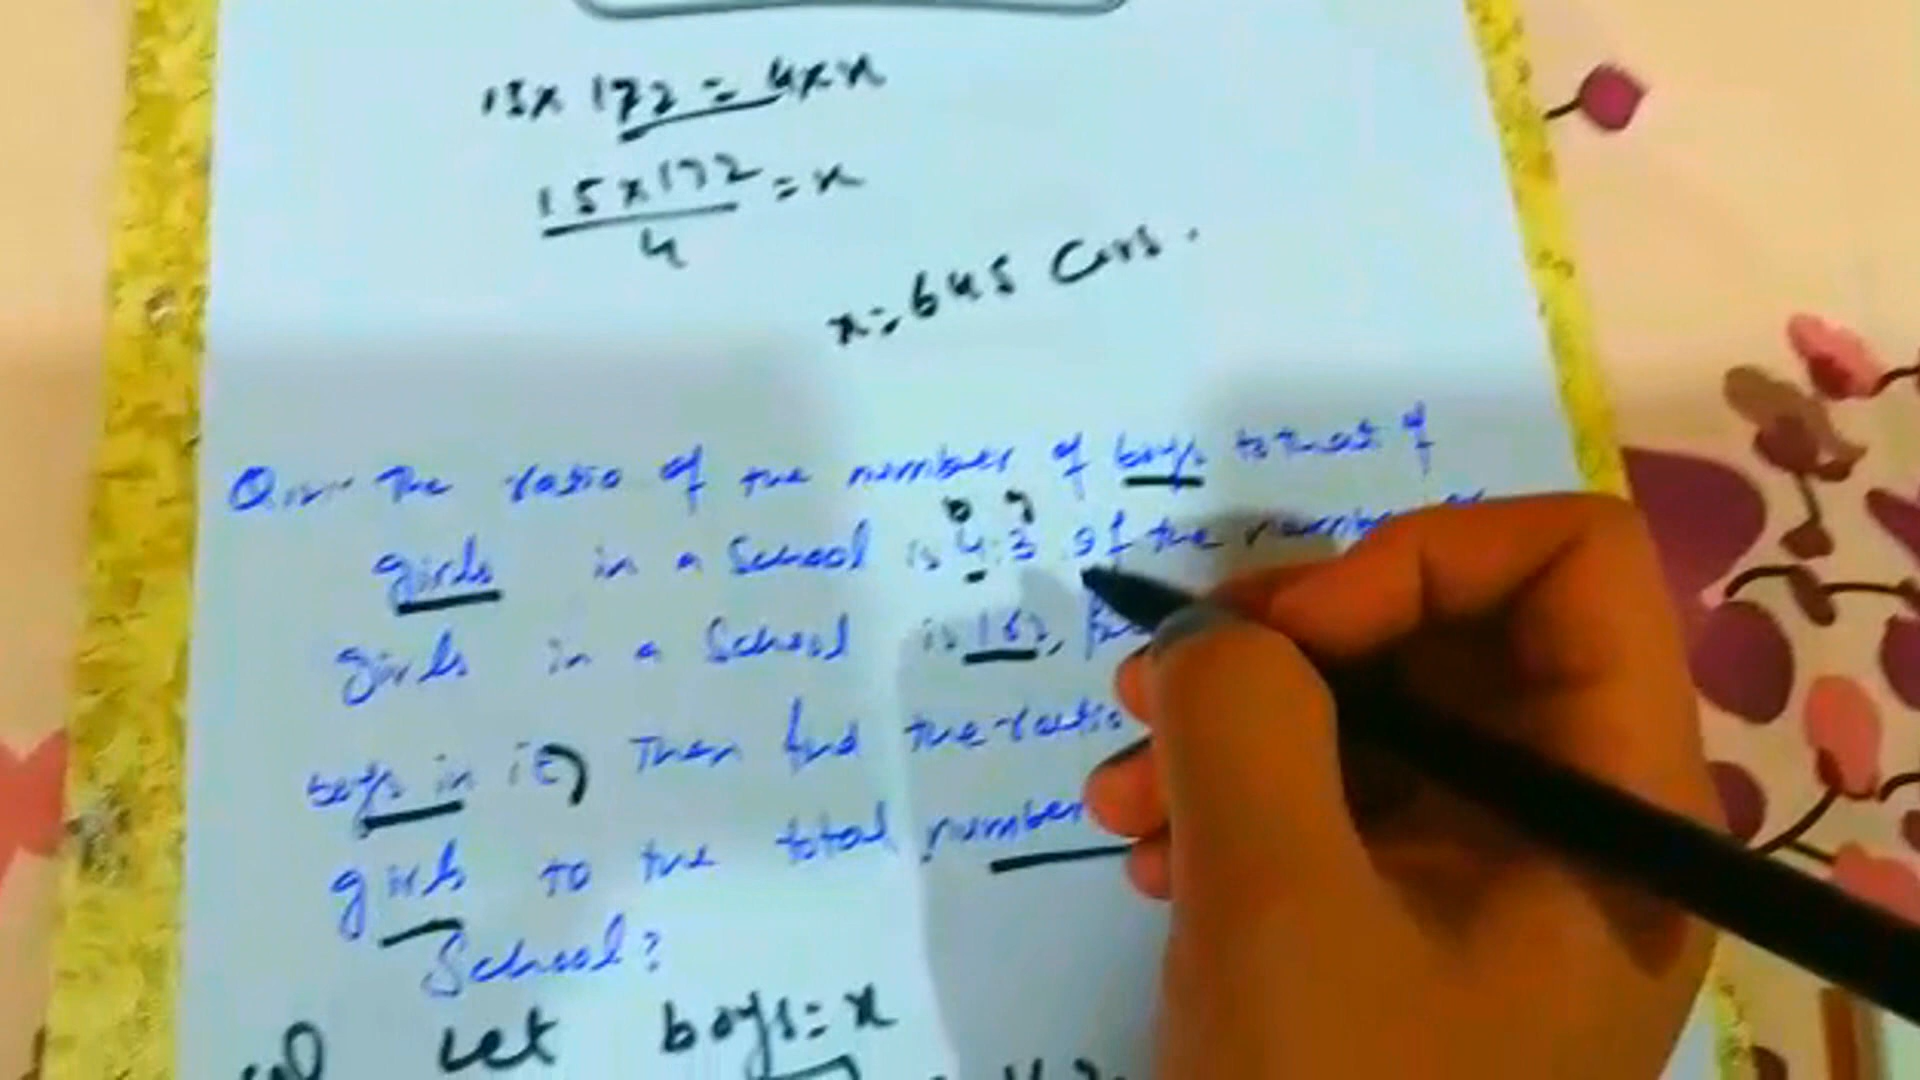 15x 172 = 4xx
15x172 = x
4
x = 645 Cars.
The ratio of the number of boys to that of
b g
girls in a School is 4:3. If the number
girls in a School is 162,
boys in it, Then find the ratio
girls to the total number
School?
Let boys = x